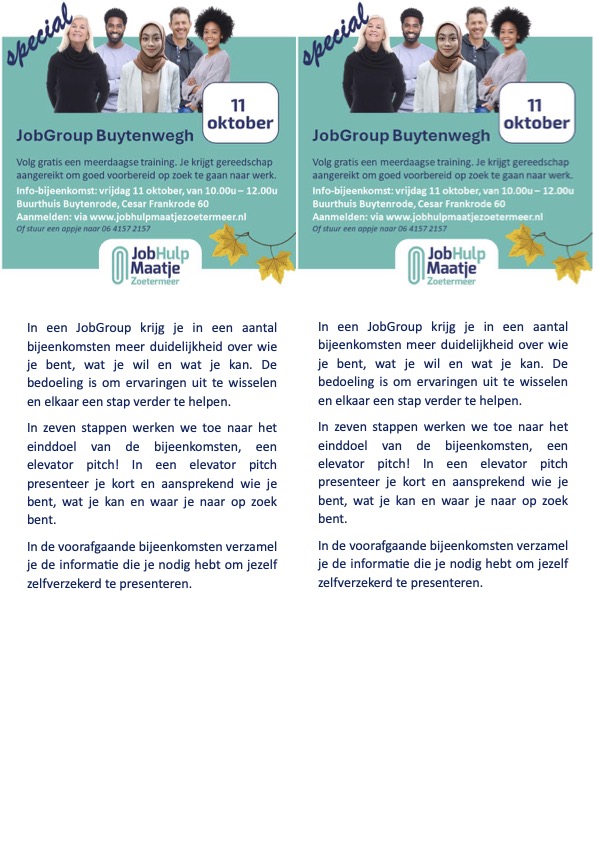 special
11
oktober
JobGroup Buytenwegh
Volg gratis een meerdaagse training. Je krijgt gereedschap
aangereikt om goed voorbereid op zoek te gaan naar werk.
Info-bijeenkomst: vrijdag 11 oktober, van 10.00u – 12.00u
Buurthuis Buytenrode, Cesar Frankrode 60
Aanmelden: via www.jobhulpmaatjezoetermeer.nl
Of stuur een appje naar 06 4157 2157
JobHulp
Maatje
Zoetermeer
In een JobGroup krijg je in een aantal
bijeenkomsten meer duidelijkheid over wie
je bent, wat je wil en wat je kan. De
bedoeling is om ervaringen uit te wisselen
en elkaar een stap verder te helpen.
In zeven stappen werken we toe naar het
einddoel van de bijeenkomsten, een
elevator pitch! In een elevator pitch
presenteer je kort en aansprekend wie je
bent, wat je kan en waar je naar op zoek
bent.
In de voorafgaande bijeenkomsten verzamel
je de informatie die je nodig hebt om jezelf
zelfverzekerd te presenteren.
special
11
oktober
JobGroup Buytenwegh
Volg gratis een meerdaagse training. Je krijgt gereedschap
aangereikt om goed voorbereid op zoek te gaan naar werk.
Info-bijeenkomst: vrijdag 11 oktober, van 10.00u – 12.00u
Buurthuis Buytenrode, Cesar Frankrode 60
Aanmelden: via www.jobhulpmaatjezoetermeer.nl
Of stuur een appje naar 06 4157 2157
JobHulp
Maatje
Zoetermeer
In een JobGroup krijg je in een aantal
bijeenkomsten meer duidelijkheid over wie
je bent, wat je wil en wat je kan. De
bedoeling is om ervaringen uit te wisselen
en elkaar een stap verder te helpen.
In zeven stappen werken we toe naar het
einddoel van de bijeenkomsten, een
elevator pitch! In een elevator pitch
presenteer je kort en aansprekend wie je
bent, wat je kan en waar je naar op zoek
bent.
In de voorafgaande bijeenkomsten verzamel
je de informatie die je nodig hebt om jezelf
zelfverzekerd te presenteren.